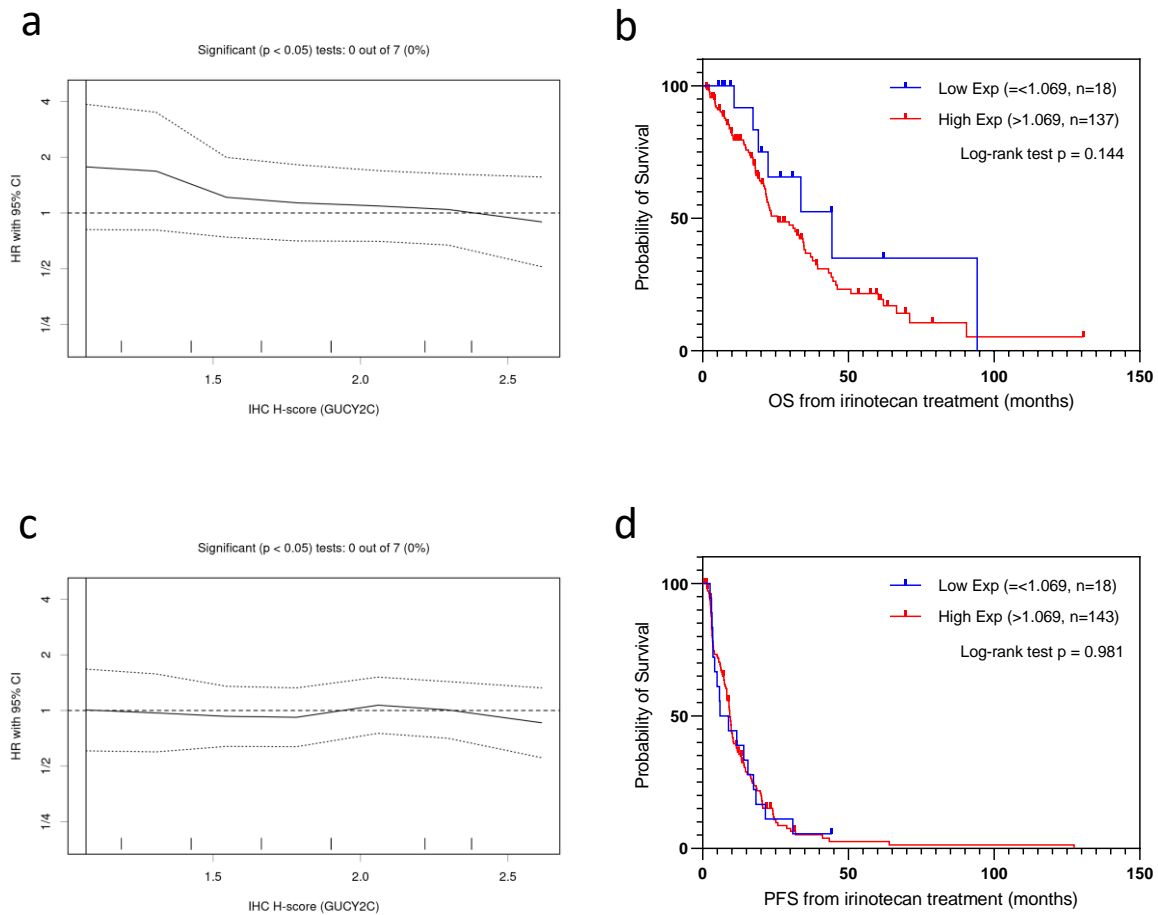 a
Significant (p < 0.05) tests: 0 out of 7 (0%)
HR with 95% CI
4
2
1
1/2
1/4
1.5
2.0
2.5
IHC H-score (GUCY2C)
b
Low Exp (=<1.069, n=18)
High Exp (>1.069, n=137)
Log-rank test p = 0.144
Probability of Survival
100
50
0
0
50
100
150
OS from irinotecan treatment (months)
c
Significant (p < 0.05) tests: 0 out of 7 (0%)
HR with 95% CI
4
2
1
1/2
1/4
1.5
2.0
2.5
IHC H-score (GUCY2C)
d
Low Exp (=<1.069, n=18)
High Exp (>1.069, n=143)
Log-rank test p = 0.981
Probability of Survival
100
50
0
0
50
100
150
PFS from irinotecan treatment (months)